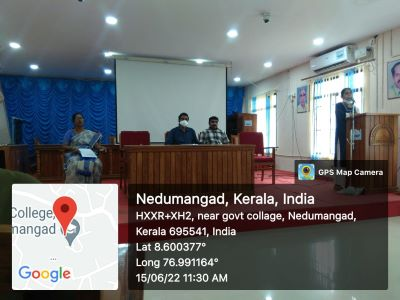 GPS Map Camera
College,
mangad
...
Google
Nedumangad, Kerala, India
HXXR+XH2, near govt collage, Nedumangad,
Kerala 695541, India
Lat 8.600377°
Long 76.991164°
15/06/22 11:30 AM